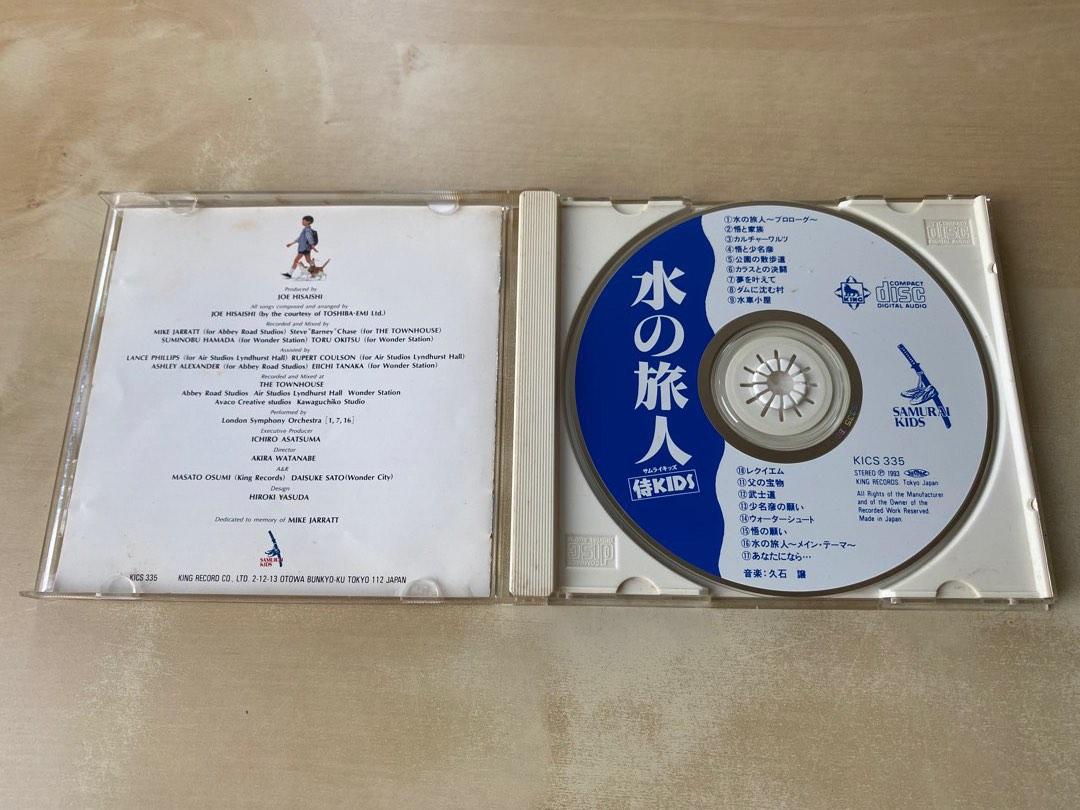 Produced by
JOE HISAISHI
All songs composed and arranged by
JOE HISAISHI (by the courtesy of TOSHIBA-EMI Ltd.)
Recorded and Mixed by
MIKE JARRATT (for Abbey Road Studios) Steve "Barney" Chase (for THE TOWNHOUSE)
SUMINOBU HAMADA (for Wonder Station) TORU OKITSU (for Wonder Station)
Assisted by
LANCE PHILLIPS (for Air Studios Lyndhurst Hall) RUPERT COULSON (for Air Studios Lyndhurst Hall)
ASHLEY ALEXANDER (for Abbey Road Studios) EIICHI TANAKA (for Wonder Station)
Recorded and Mixed at
THE TOWNHOUSE
Abbey Road Studios Air Studios Lyndhurst Hall Wonder Station
Avaco Creative studios Kawaguchiko Studio
Performed by
London Symphony Orchestra [1, 7, 16]
Executive Producer
ICHIRO ASATSUMA
Director
AKIRA WATANABE
A&R
MASATO OSUMI (King Records) DAISUKE SATO (Wonder City)
Design
HIROKI YASUDA
Dedicated to memory of MIKE JARRATT
SAMURAI
KIDS
KICS 335 KING RECORD CO., LTD. 2-12-13 OTOWA BUNKYO-KU TOKYO 112 JAPAN
水の旅人
サムライキッズ
侍KIDS
①水の旅人〜プロローグ〜
②悟と家族
③カルチャーワルツ
④悟と少名彦
⑤公園の散歩道
⑥カラスとの決闘
⑦夢を叶えて
⑧ダムに沈む村
⑨水車小屋
KING
COMPACT
disc
DIGITAL AUDIO
SAMURAI
KIDS
KICS 335
STEREO Ⓟ 1993
KING RECORDS. Tokyo Japan
All Rights of the Manufacturer
and of the Owner of the
Recorded Work Reserved.
Made in Japan.
⑩レクイエム
⑪父の宝物
⑫武士道
⑬少名彦の願い
⑭ウォーターシュート
⑮悟の願い
⑯水の旅人〜メイン・テーマ〜
⑰あなたになら…
音楽：久石 譲
COMPACT
disc
DIGITAL AUDIO